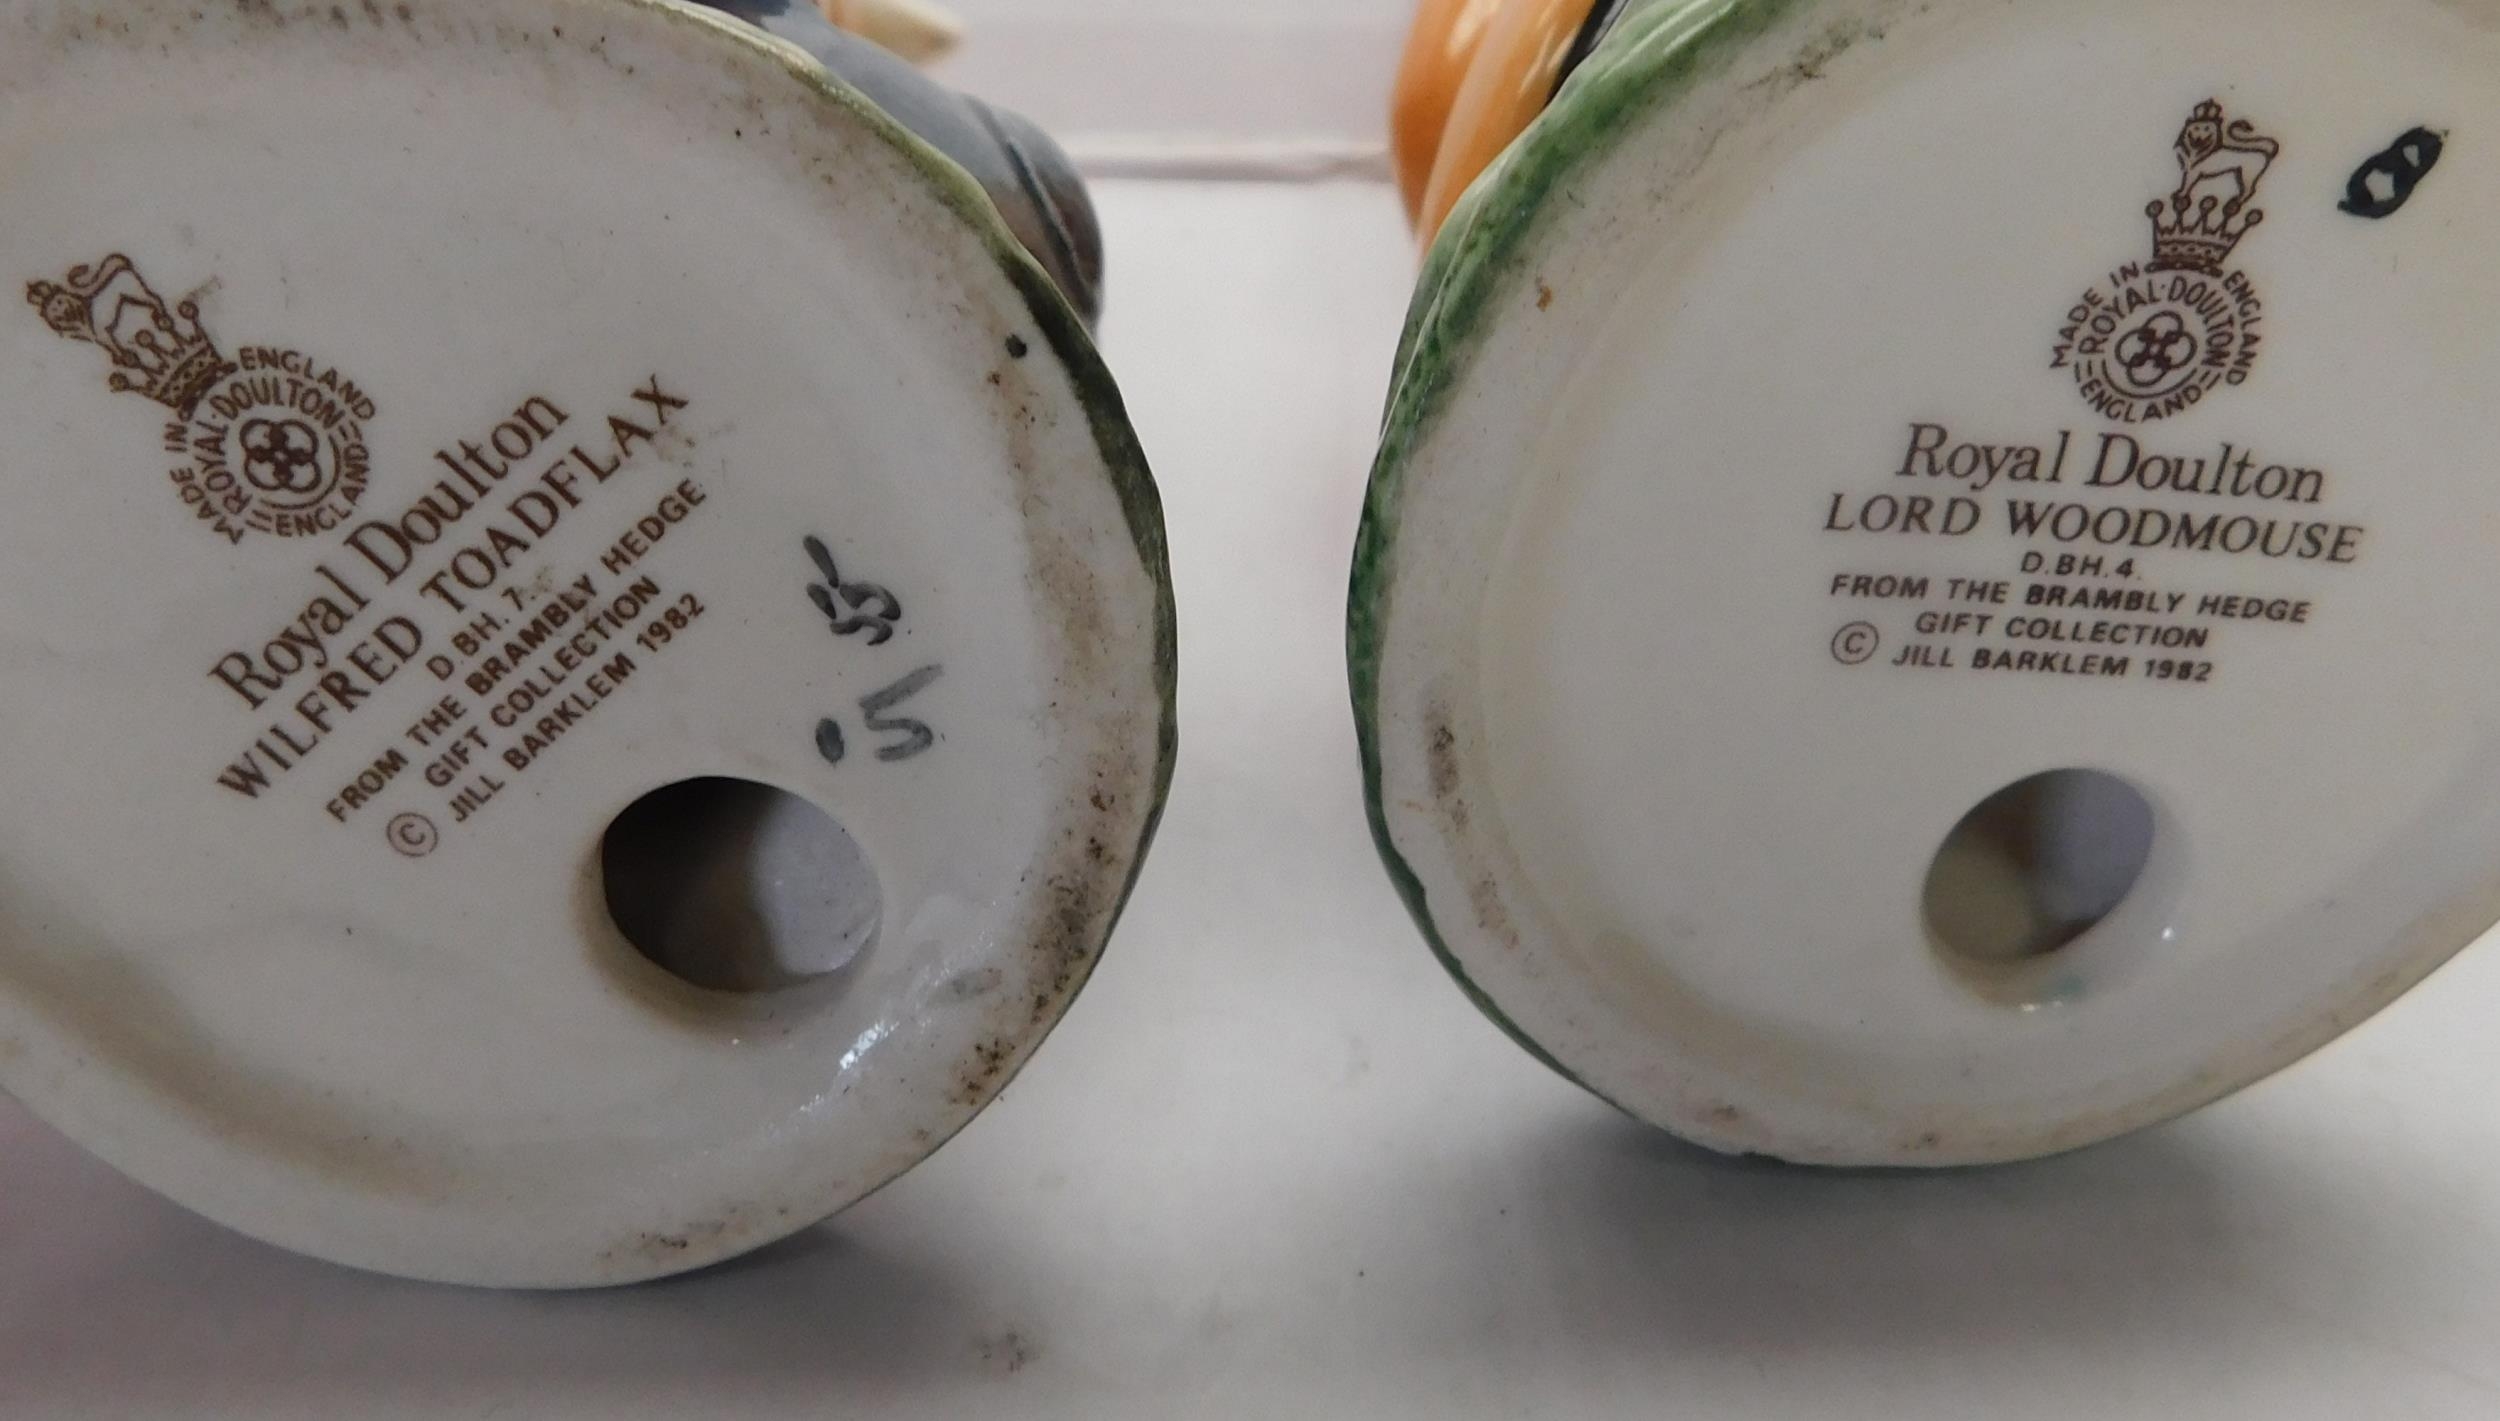 MADE IN ENGLAND
ROYAL·DOULTON
ENGLAND
Royal Doulton
WILFRED TOADFLAX
D.BH.7.
FROM THE BRAMBLY HEDGE
GIFT COLLECTION
© JILL BARKLEM 1982
MADE IN ENGLAND
ROYAL·DOULTON
ENGLAND
Royal Doulton
LORD WOODMOUSE
D.BH.4.
FROM THE BRAMBLY HEDGE
GIFT COLLECTION
© JILL BARKLEM 1982